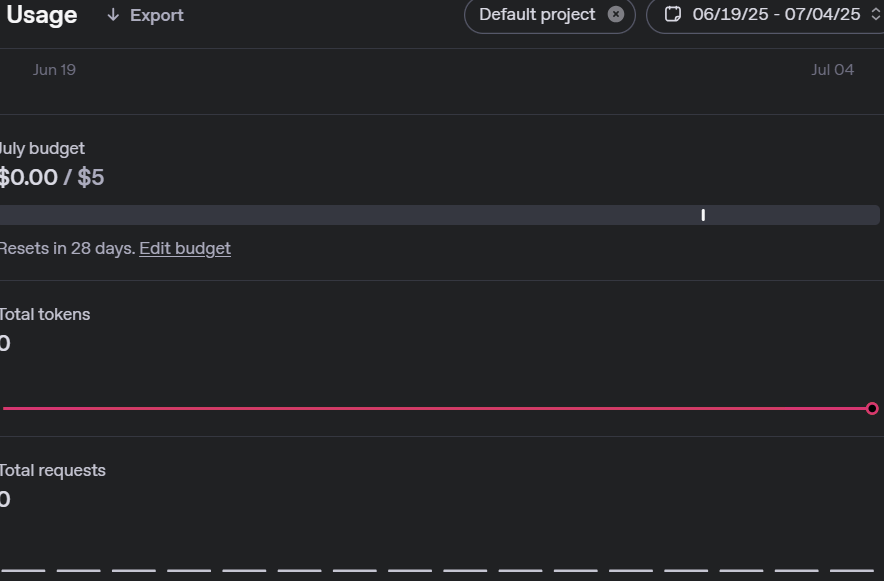 Usage Export Default project 06/19/25 - 07/04/25
Jun 19 Jul 04
July budget
$0.00 / $5
Resets in 28 days. Edit budget
Total tokens
0
Total requests
0